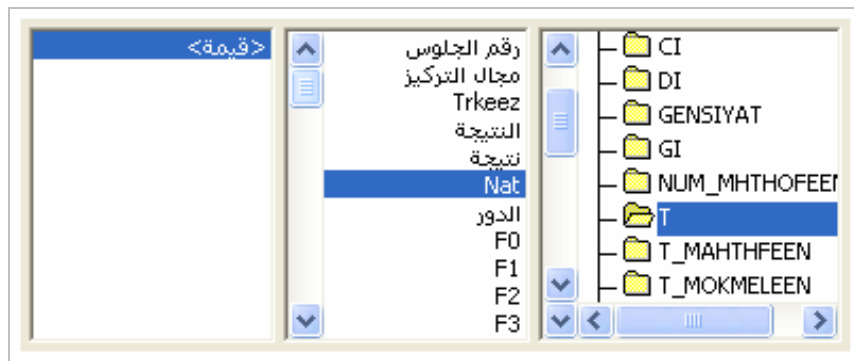 <قيمة>
رقم الجلوس
مجال التركيز
Trkeez
النتيجة
نتيجة
Nat
الدور
F0
F1
F2
F3
CI
DI
GENSIYAT
GI
NUM_MHTHOFEE
T
T_MAHTHFEEN
T_MOKMELEEN